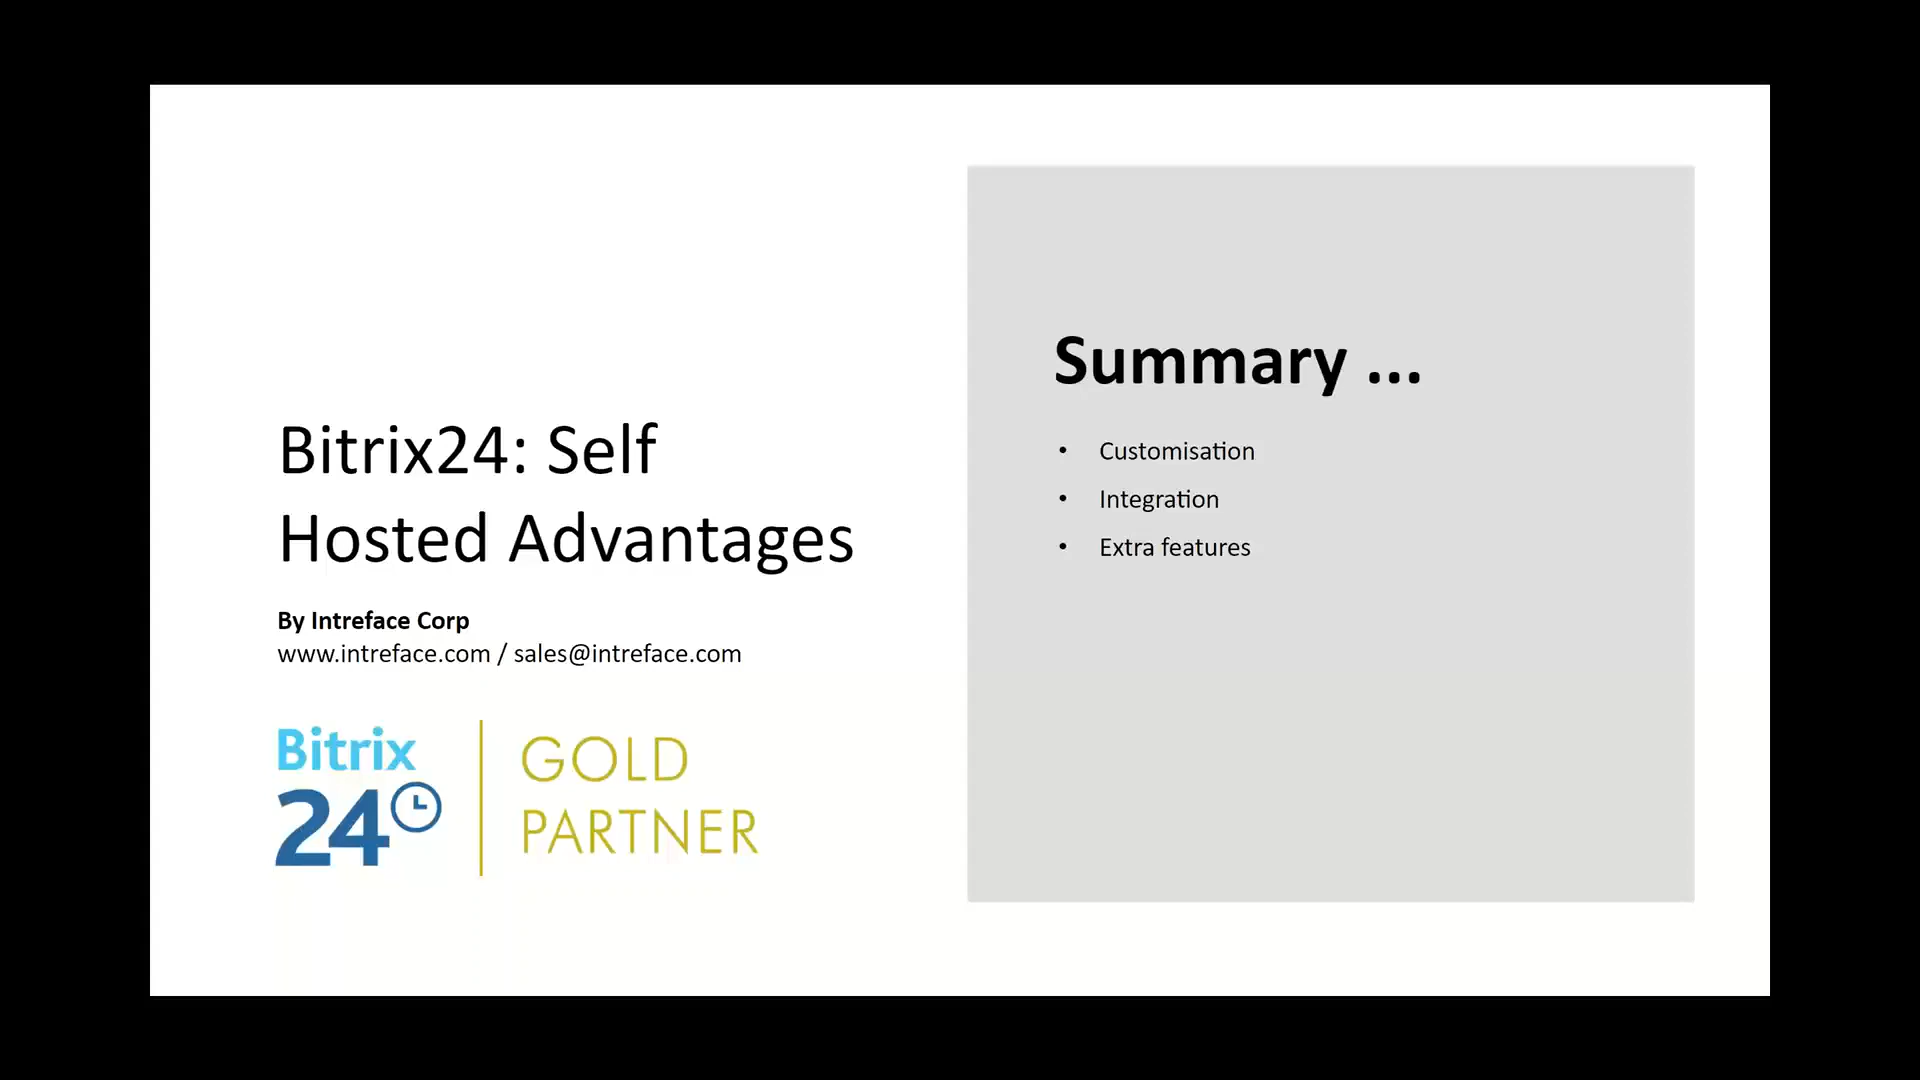 Bitrix24: Self
Hosted Advantages
By Intreface Corp
www.intreface.com / sales@intreface.com
Bitrix
24
GOLD
PARTNER
Summary ...
• Customisation
• Integration
• Extra features